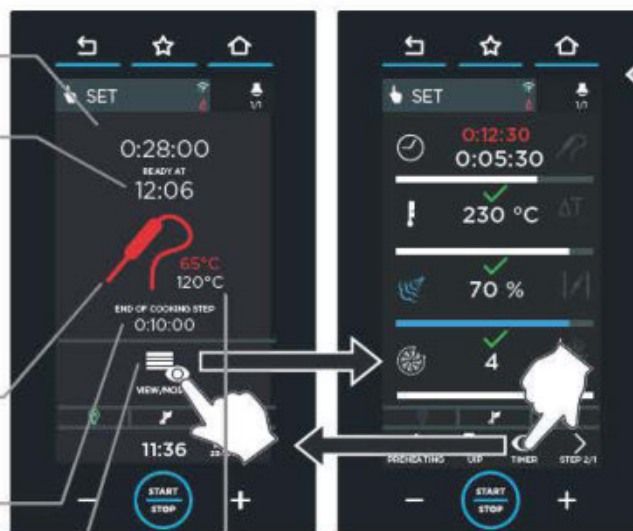 SET
1/1
0:28:00
READY AT
12:06
65°C
120°C
END OF COOKING STEP
0:10:00
11:36
START
STOP
SET
1/1
0:12:30
0:05:30
230 °C
ΔT
70 %
4
PREHEATING
TIMER
STEP 2/1
START
STOP